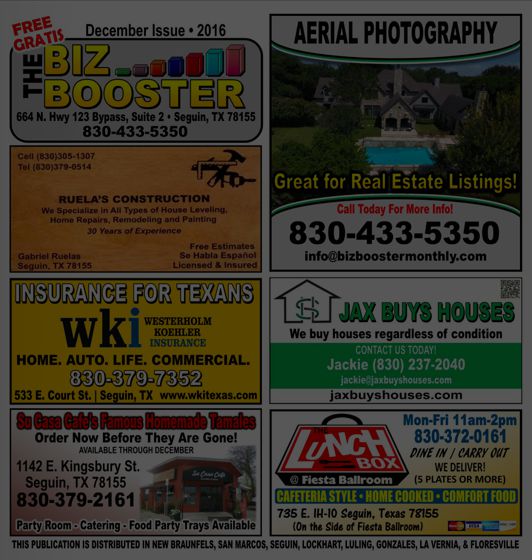 FREE
GRATIS
December Issue • 2016
THE BIZ
BOOSTER
664 N. Hwy 123 Bypass, Suite 2 • Seguin, TX 78155
830-433-5350
AERIAL PHOTOGRAPHY
Great for Real Estate Listings!
Call Today For More Info!
830-433-5350
info@bizboostermonthly.com
Cell (830)305-1307
Tel (830)379-0514
RUELA'S CONSTRUCTION
We Specialize in All Types of House Leveling,
Home Repairs, Remodeling and Painting
30 Years of Experience
Gabriel Ruelas
Seguin, TX 78155
Free Estimates
Se Habla Español
Licensed & Insured
INSURANCE FOR TEXANS
wki
WESTERHOLM
KOEHLER
INSURANCE
HOME. AUTO. LIFE. COMMERCIAL.
830-379-7352
533 E. Court St. | Seguin, TX www.wkitexas.com
JAX BUYS HOUSES
We buy houses regardless of condition
CONTACT US TODAY!
Jackie (830) 237-2040
jackie@jaxbuyshouses.com
jaxbuyshouses.com
Su Casa Cafe's Famous Homemade Tamales
Order Now Before They Are Gone!
AVAILABLE THROUGH DECEMBER
1142 E. Kingsbury St.
Seguin, TX 78155
830-379-2161
Su Casa Cafe
Party Room - Catering - Food Party Trays Available
THE
LUNCH
BOX
@ Fiesta Ballroom
Mon-Fri 11am-2pm
830-372-0161
DINE IN / CARRY OUT
WE DELIVER!
(5 PLATES OR MORE)
CAFETERIA STYLE • HOME COOKED • COMFORT FOOD
735 E. IH-10 Seguin, Texas 78155
(On the Side of Fiesta Ballroom)
THIS PUBLICATION IS DISTRIBUTED IN NEW BRAUNFELS, SAN MARCOS, SEGUIN, LOCKHART, LULING, GONZALES, LA VERNIA, & FLORESVILLE